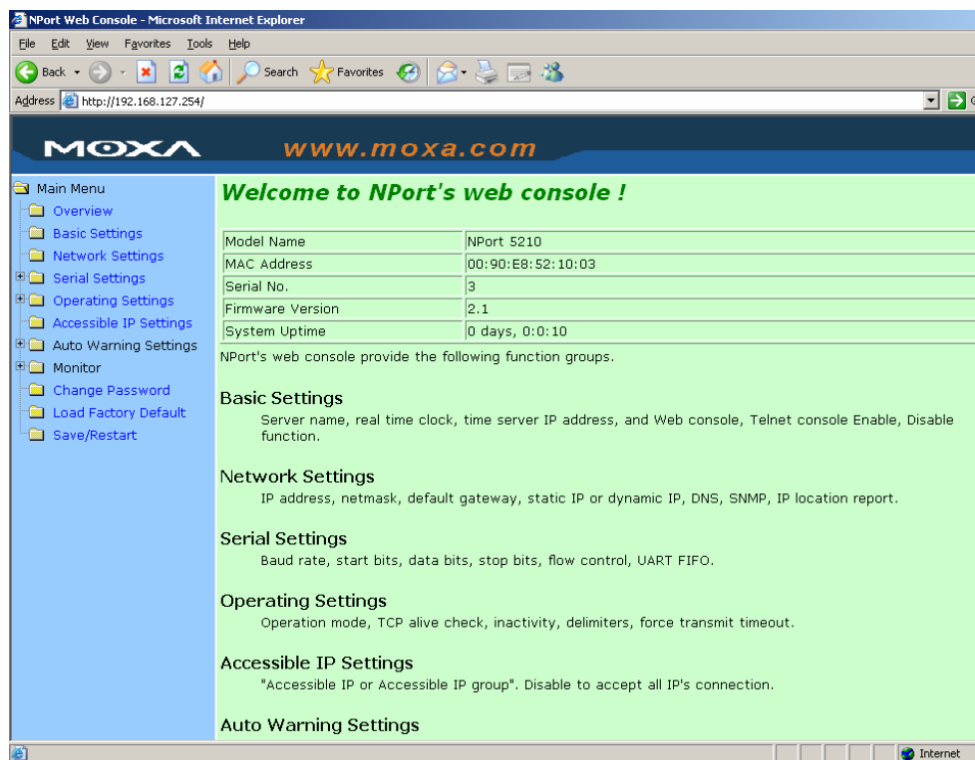 NPort Web Console - Microsoft Internet Explorer
File Edit View Favorites Tools Help
Back Search Favorites
Address http://192.168.127.254/
MOXA www.moxa.com
Main Menu
Overview
Basic Settings
Network Settings
Serial Settings
Operating Settings
Accessible IP Settings
Auto Warning Settings
Monitor
Change Password
Load Factory Default
Save/Restart
Welcome to NPort's web console !
Model Name NPort 5210
MAC Address 00:90:E8:52:10:03
Serial No. 3
Firmware Version 2.1
System Uptime 0 days, 0:0:10
NPort's web console provide the following function groups.
Basic Settings
Server name, real time clock, time server IP address, and Web console, Telnet console Enable, Disable
function.
Network Settings
IP address, netmask, default gateway, static IP or dynamic IP, DNS, SNMP, IP location report.
Serial Settings
Baud rate, start bits, data bits, stop bits, flow control, UART FIFO.
Operating Settings
Operation mode, TCP alive check, inactivity, delimiters, force transmit timeout.
Accessible IP Settings
"Accessible IP or Accessible IP group". Disable to accept all IP's connection.
Auto Warning Settings
Internet